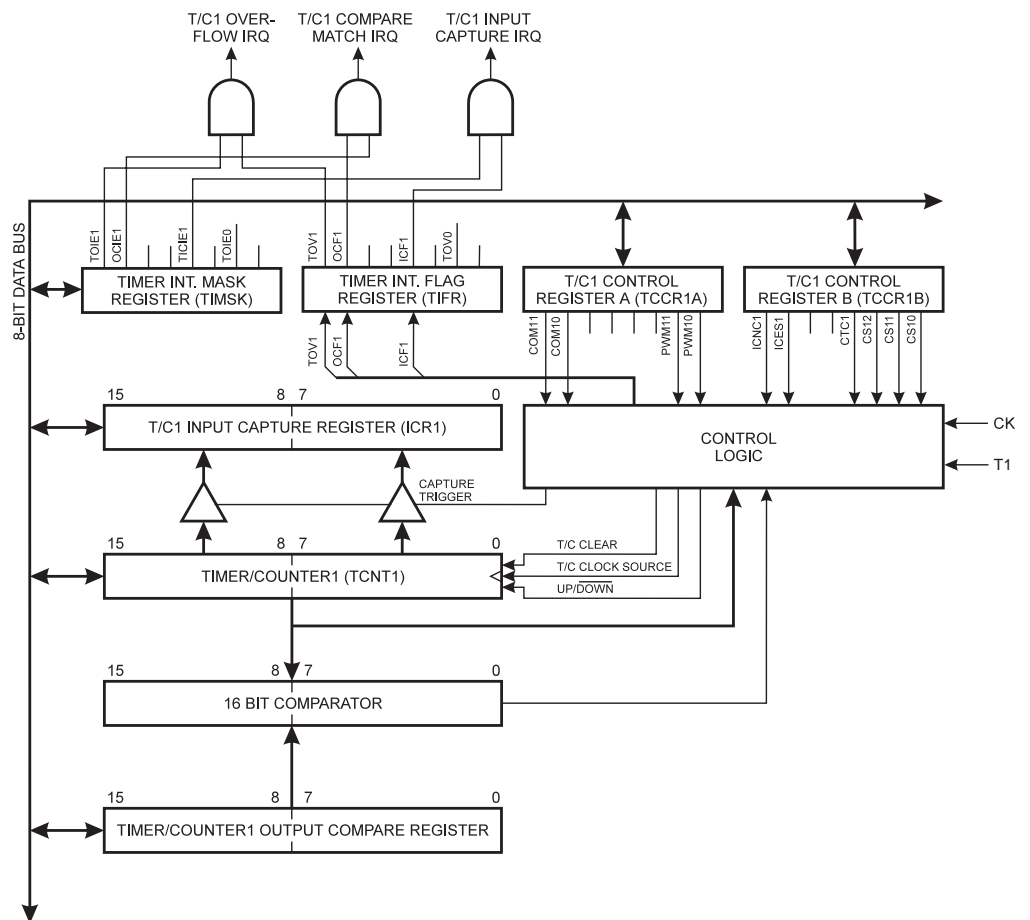 T/C1 OVER-
FLOW IRQ
T/C1 COMPARE
MATCH IRQ
T/C1 INPUT
CAPTURE IRQ
8-BIT DATA BUS
TOIE1
OCIE1
TICIE1
TOIE0
TOV1
OCF1
ICF1
TOV0
TIMER INT. MASK
REGISTER (TIMSK)
TIMER INT. FLAG
REGISTER (TIFR)
T/C1 CONTROL
REGISTER A (TCCR1A)
T/C1 CONTROL
REGISTER B (TCCR1B)
TOV1
OCF1
ICF1
COM11
COM10
PWM11
PWM10
ICNC1
ICES1
CTC1
CS12
CS11
CS10
15
8
7
0
T/C1 INPUT CAPTURE REGISTER (ICR1)
CONTROL
LOGIC
CK
T1
CAPTURE
TRIGGER
15
8
7
0
TIMER/COUNTER1 (TCNT1)
T/C CLEAR
T/C CLOCK SOURCE
UP/DOWN
15
8
7
0
16 BIT COMPARATOR
15
8
7
0
TIMER/COUNTER1 OUTPUT COMPARE REGISTER